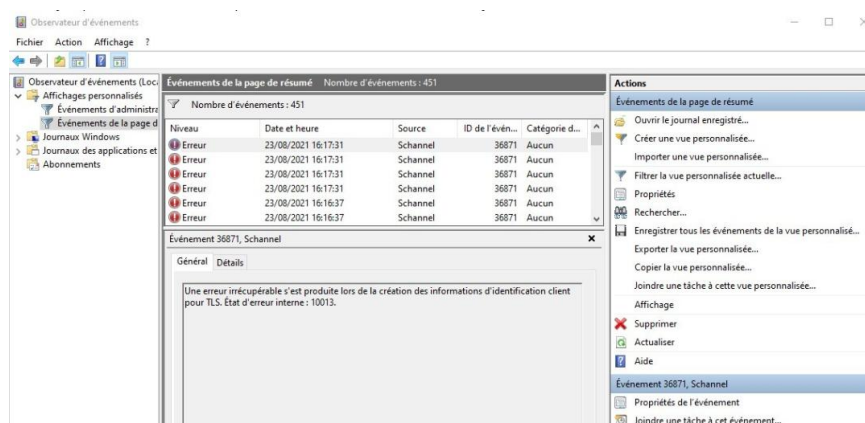 Observateur d'événements
Fichier Action Affichage ?
Observateur d'événements (Loca
Affichages personnalisés
Événements d'administra
Événements de la page d
Journaux Windows
Journaux des applications et
Abonnements
Événements de la page de résumé Nombre d'événements : 451
Nombre d'événements : 451
Niveau Date et heure Source ID de l'évén... Catégorie d...
Erreur 23/08/2021 16:17:31 Schannel 36871 Aucun
Erreur 23/08/2021 16:17:31 Schannel 36871 Aucun
Erreur 23/08/2021 16:17:31 Schannel 36871 Aucun
Erreur 23/08/2021 16:17:31 Schannel 36871 Aucun
Erreur 23/08/2021 16:16:37 Schannel 36871 Aucun
Erreur 23/08/2021 16:16:37 Schannel 36871 Aucun
Événement 36871, Schannel
Général Détails
Une erreur irrécupérable s'est produite lors de la création des informations d'identification client
pour TLS. État d'erreur interne : 10013.
Actions
Événements de la page de résumé
Ouvrir le journal enregistré...
Créer une vue personnalisée...
Importer une vue personnalisée...
Filtrer la vue personnalisée actuelle...
Propriétés
Rechercher...
Enregistrer tous les événements de la vue personnalisé...
Exporter la vue personnalisée...
Copier la vue personnalisée...
Joindre une tâche à cette vue personnalisée...
Affichage
Supprimer
Actualiser
Aide
Événement 36871, Schannel
Propriétés de l'événement
Joindre une tâche à cet événement...